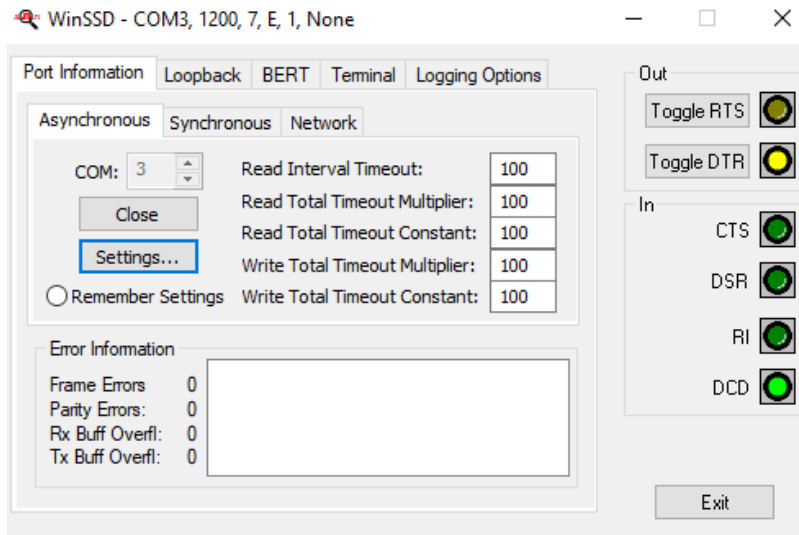 WinSSD - COM3, 1200, 7, E, 1, None
Port Information Loopback BERT Terminal Logging Options
Asynchronous Synchronous Network
COM: 3
Close
Settings...
Remember Settings
Read Interval Timeout: 100
Read Total Timeout Multiplier: 100
Read Total Timeout Constant: 100
Write Total Timeout Multiplier: 100
Write Total Timeout Constant: 100
Error Information
Frame Errors 0
Parity Errors: 0
Rx Buff Overfl: 0
Tx Buff Overfl: 0
Out
Toggle RTS
Toggle DTR
In
CTS
DSR
RI
DCD
Exit